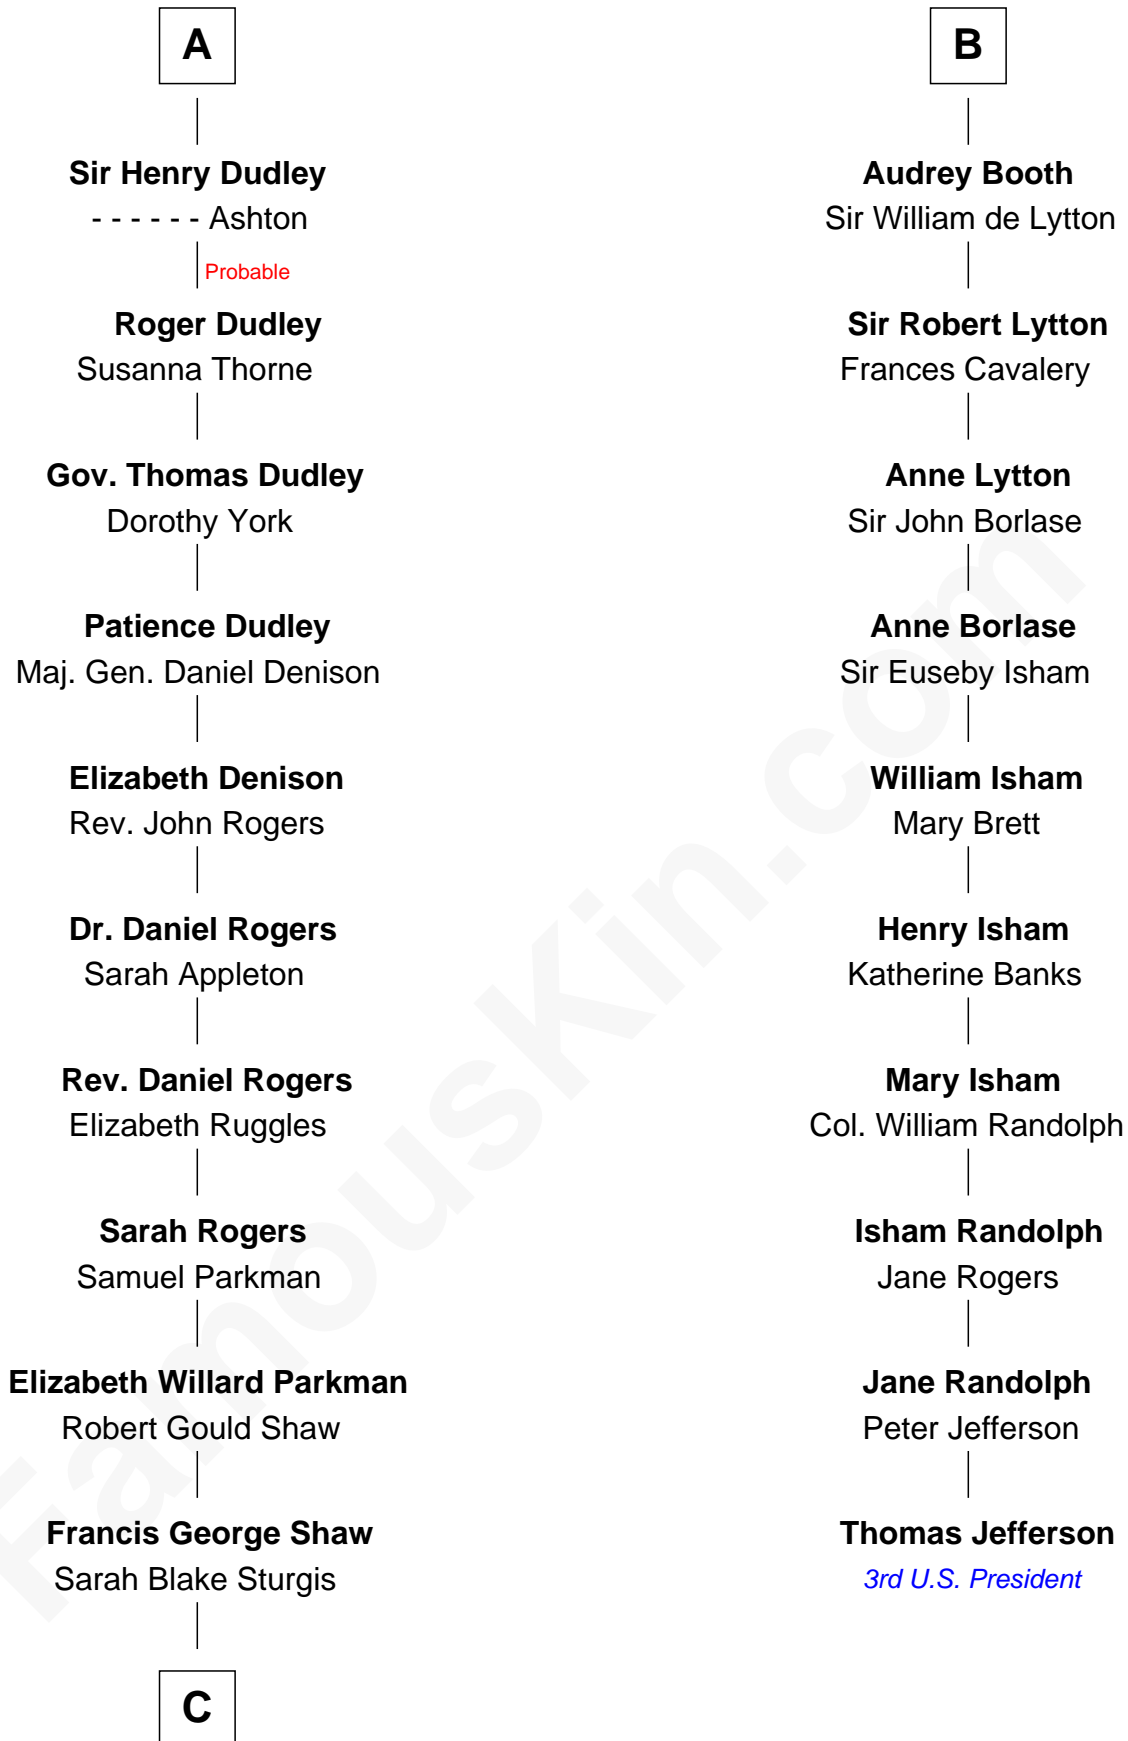 A
Sir Henry Dudley
- - - - - - Ashton
Probable
Roger Dudley
Susanna Thorne
Gov. Thomas Dudley
Dorothy York
Patience Dudley
Maj. Gen. Daniel Denison
Elizabeth Denison
Rev. John Rogers
Dr. Daniel Rogers
Sarah Appleton
Rev. Daniel Rogers
Elizabeth Ruggles
Sarah Rogers
Samuel Parkman
Elizabeth Willard Parkman
Robert Gould Shaw
Francis George Shaw
Sarah Blake Sturgis
C
B
Audrey Booth
Sir William de Lytton
Sir Robert Lytton
Frances Cavalery
Anne Lytton
Sir John Borlase
Anne Borlase
Sir Euseby Isham
William Isham
Mary Brett
Henry Isham
Katherine Banks
Mary Isham
Col. William Randolph
Isham Randolph
Jane Rogers
Jane Randolph
Peter Jefferson
Thomas Jefferson
3rd U.S. President
FamousKin.com